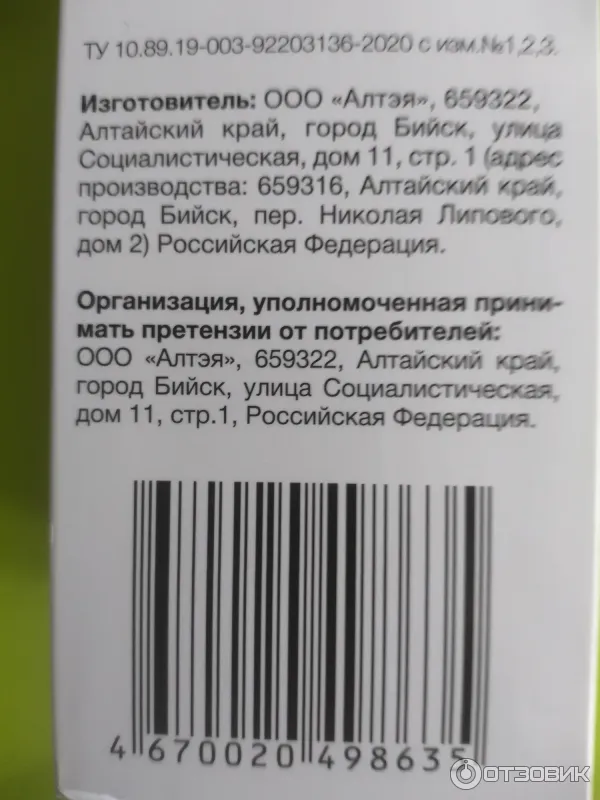 ТУ 10.89.19-003-92203136-2020 с изм.№1,2,3.
Изготовитель: ООО «Алтэя», 659322,
Алтайский край, город Бийск, улица
Социалистическая, дом 11, стр. 1 (адрес
производства: 659316, Алтайский край,
город Бийск, пер. Николая Липового,
дом 2) Российская Федерация.
Организация, уполномоченная прини-
мать претензии от потребителей:
ООО «Алтэя», 659322, Алтайский край,
город Бийск, улица Социалистическая,
дом 11, стр.1, Российская Федерация.
4 670020 498635
ОТЗОВИК